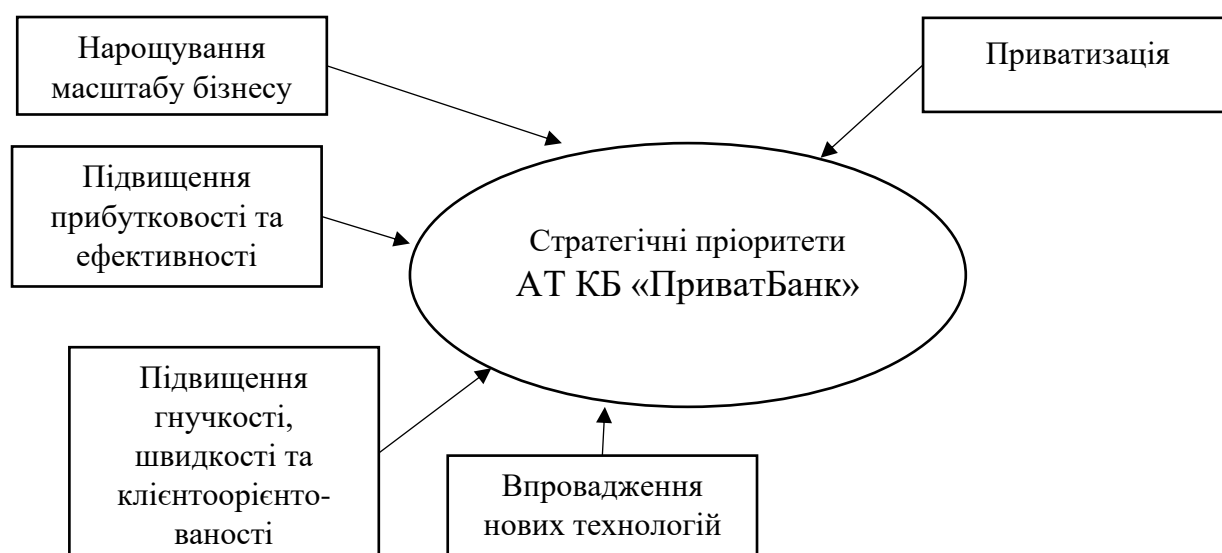 Нарощування
масштабу бізнесу
Приватизація
Підвищення
прибутковості та
ефективності
Стратегічні пріоритети
АТ КБ «ПриватБанк»
Підвищення
гнучкості,
швидкості та
клієнтоорієнто-
ваності
Впровадження
нових технологій